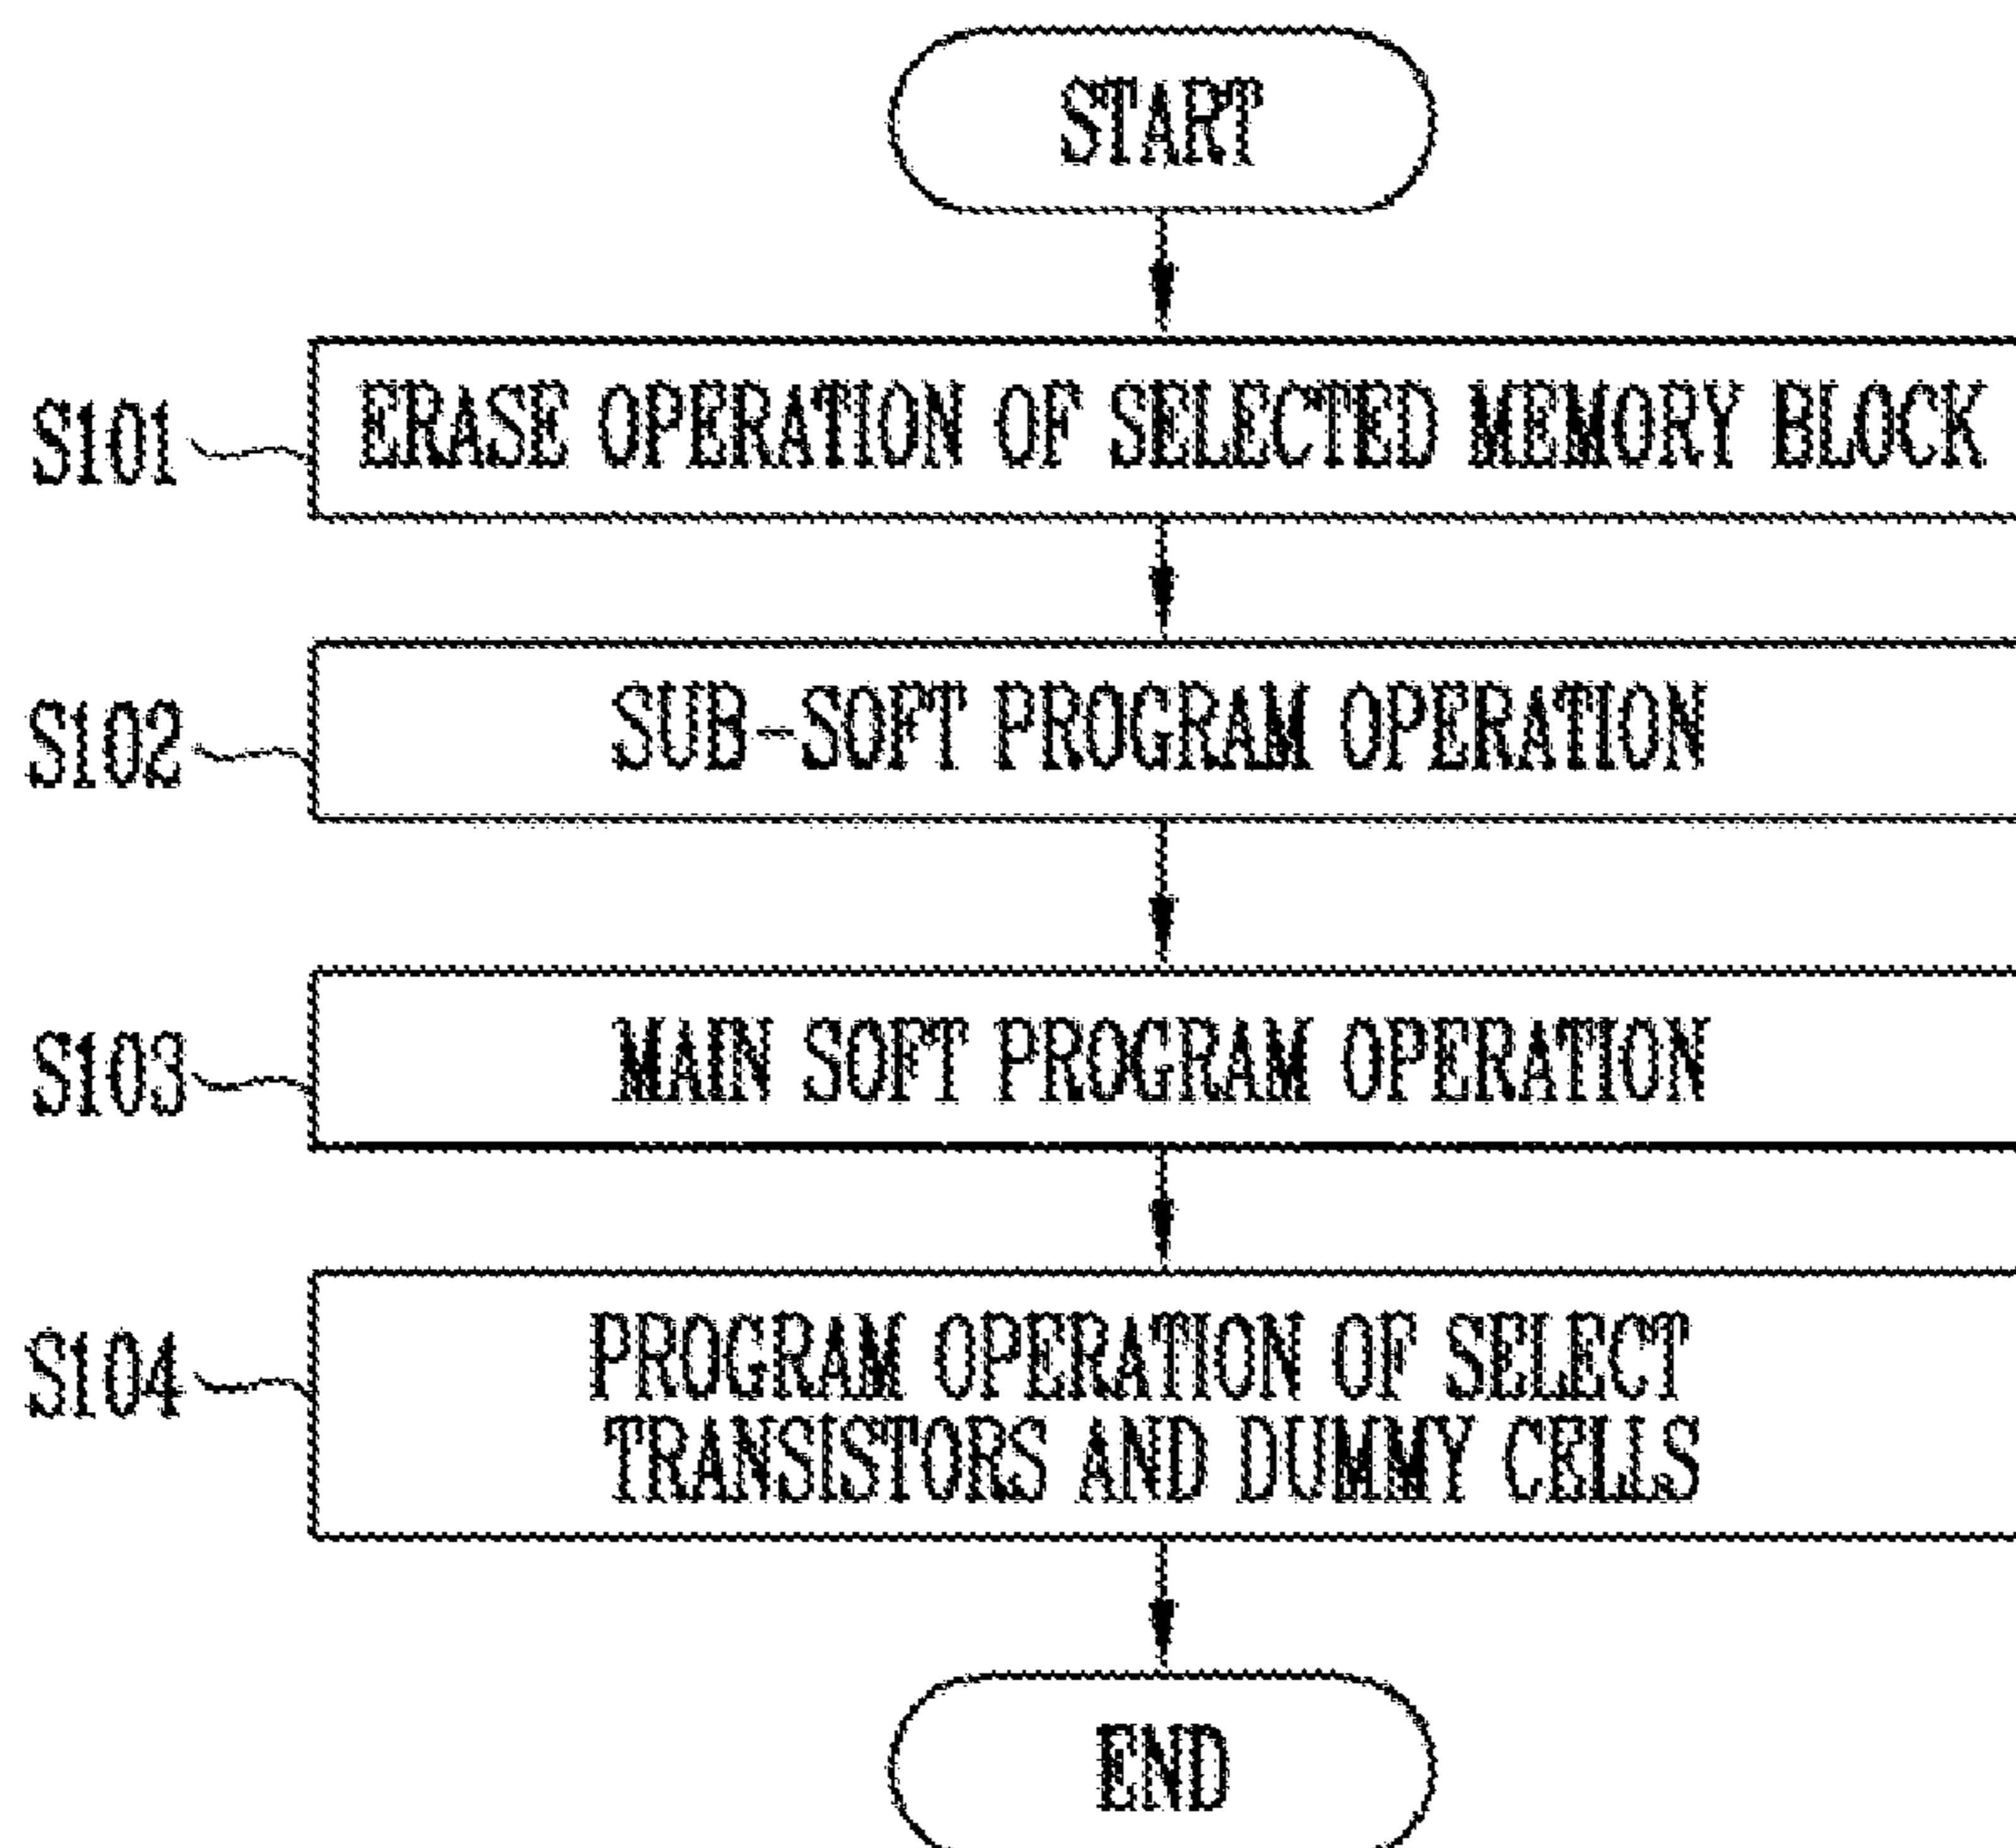 START
S101
ERASE OPERATION OF SELECTED MEMORY BLOCK
S102
SUB-SOFT PROGRAM OPERATION
S103
MAIN SOFT PROGRAM OPERATION
S104
PROGRAM OPERATION OF SELECT
TRANSISTORS AND DUMMY CELLS
END